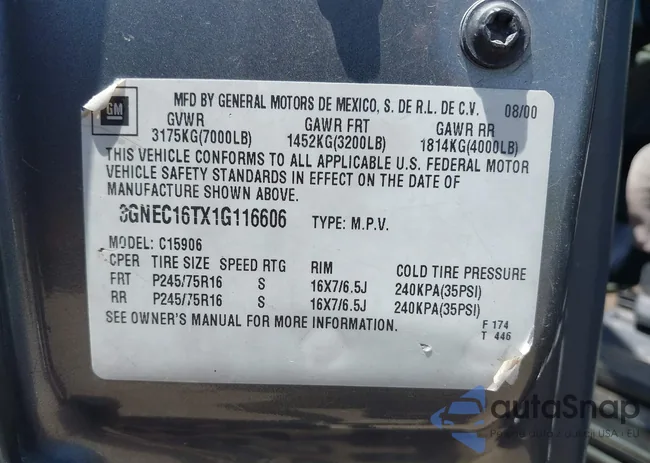 GM
MFD BY GENERAL MOTORS DE MEXICO, S. DE R.L. DE C.V. 08/00
GVWR GAWR FRT GAWR RR
3175KG(7000LB) 1452KG(3200LB) 1814KG(4000LB)
THIS VEHICLE CONFORMS TO ALL APPLICABLE U.S. FEDERAL MOTOR
VEHICLE SAFETY STANDARDS IN EFFECT ON THE DATE OF
MANUFACTURE SHOWN ABOVE.
3GNEC16TX1G116606 TYPE: M.P.V.
MODEL: C15906
CPER TIRE SIZE SPEED RTG RIM COLD TIRE PRESSURE
FRT P245/75R16 S 16X7/6.5J 240KPA(35PSI)
RR P245/75R16 S 16X7/6.5J 240KPA(35PSI)
SEE OWNER'S MANUAL FOR MORE INFORMATION.
F 174
T 446
autoSnap
USA i EU